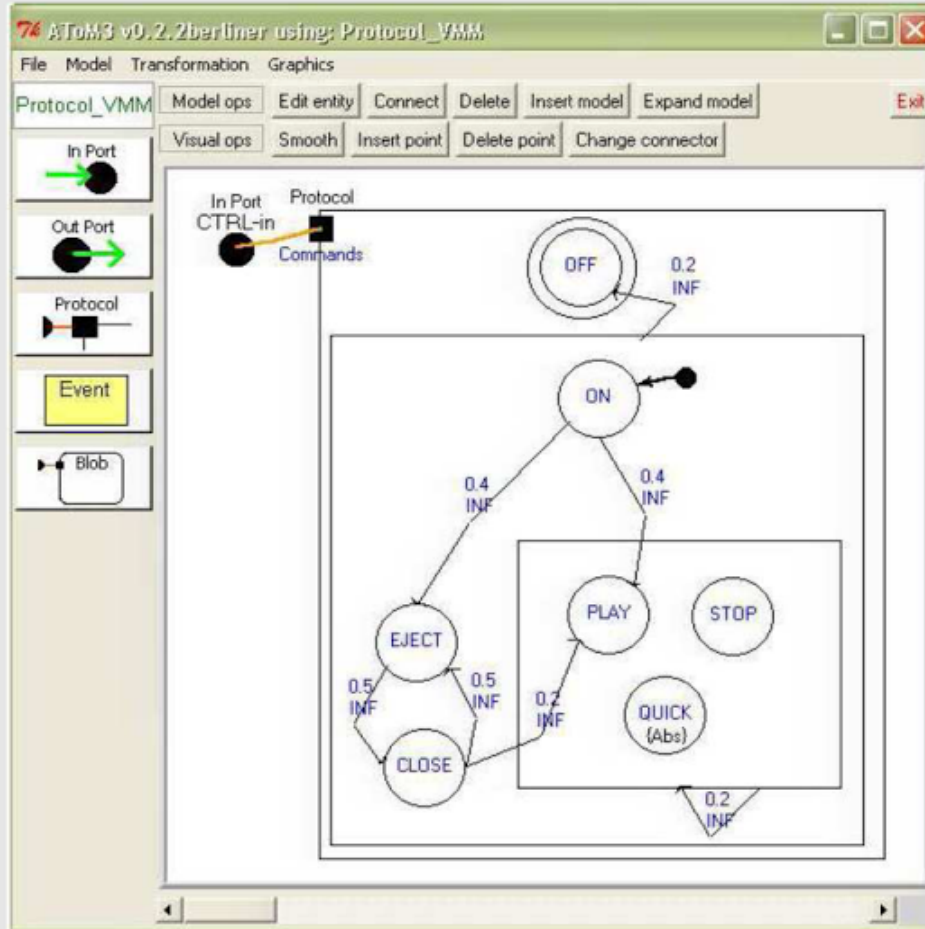 AToM3 v0.2.2berliner using: Protocol_VMM
File Model Transformation Graphics
Protocol_VMM
Model ops Edit entity Connect Delete Insert model Expand model Exit
Visual ops Smooth Insert point Delete point Change connector
In Port
Out Port
Protocol
Event
Blob
In Port
CTRL-in
Protocol
Commands
OFF
0.2
INF
ON
0.4
INF
0.4
INF
EJECT
PLAY
STOP
0.5
INF
0.5
INF
0.2
INF
QUICK
{Abs}
CLOSE
0.2
INF